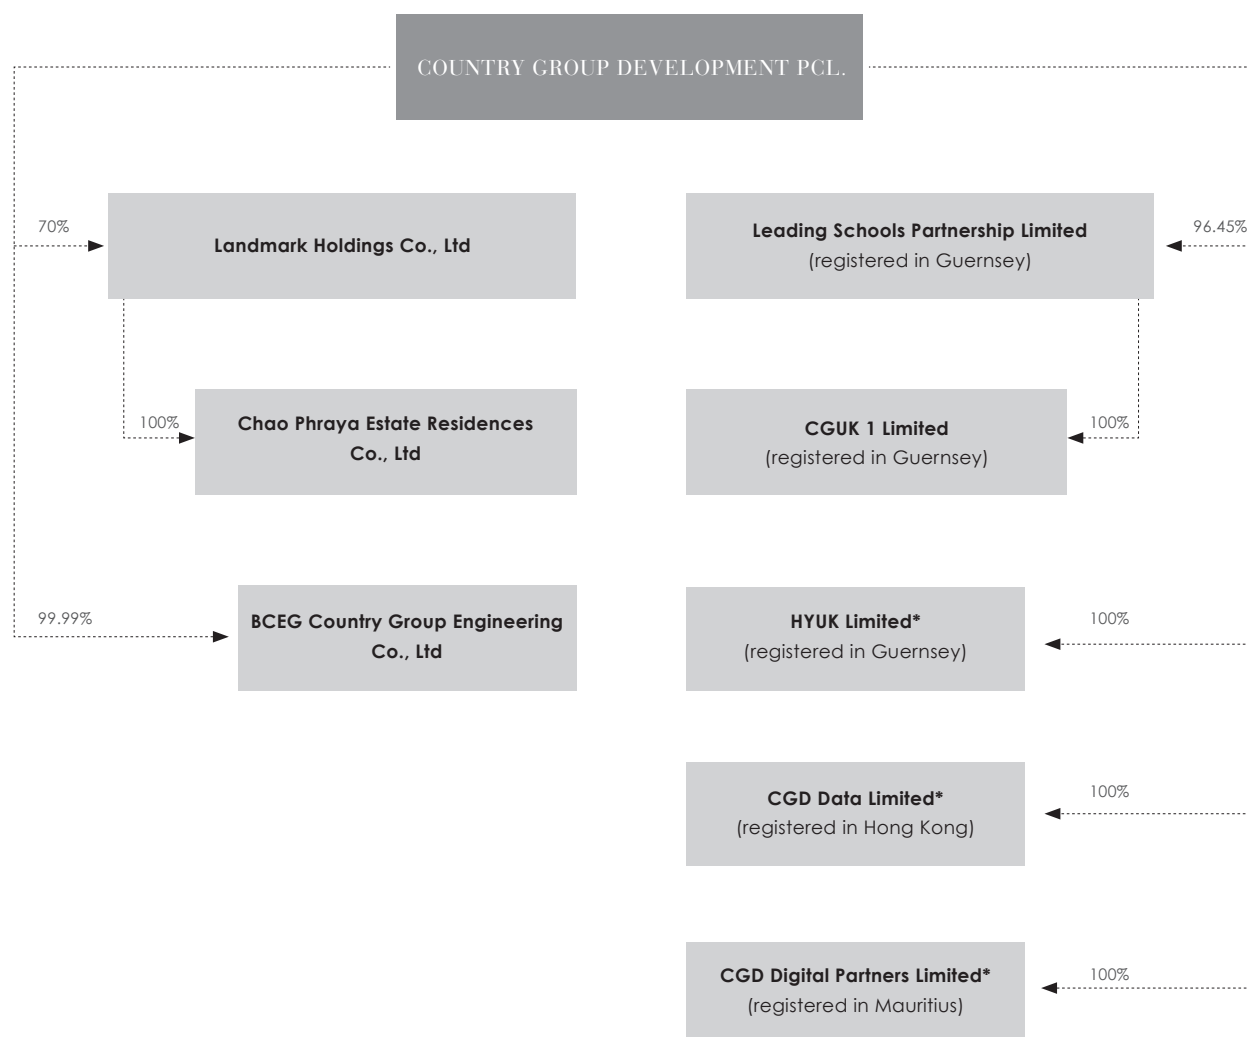 COUNTRY GROUP DEVELOPMENT PCL.
70%
Landmark Holdings Co., Ltd
Leading Schools Partnership Limited
(registered in Guernsey)
96.45%
100%
Chao Phraya Estate Residences
Co., Ltd
CGUK 1 Limited
(registered in Guernsey)
100%
99.99%
BCEG Country Group Engineering
Co., Ltd
HYUK Limited*
(registered in Guernsey)
100%
CGD Data Limited*
(registered in Hong Kong)
100%
CGD Digital Partners Limited*
(registered in Mauritius)
100%